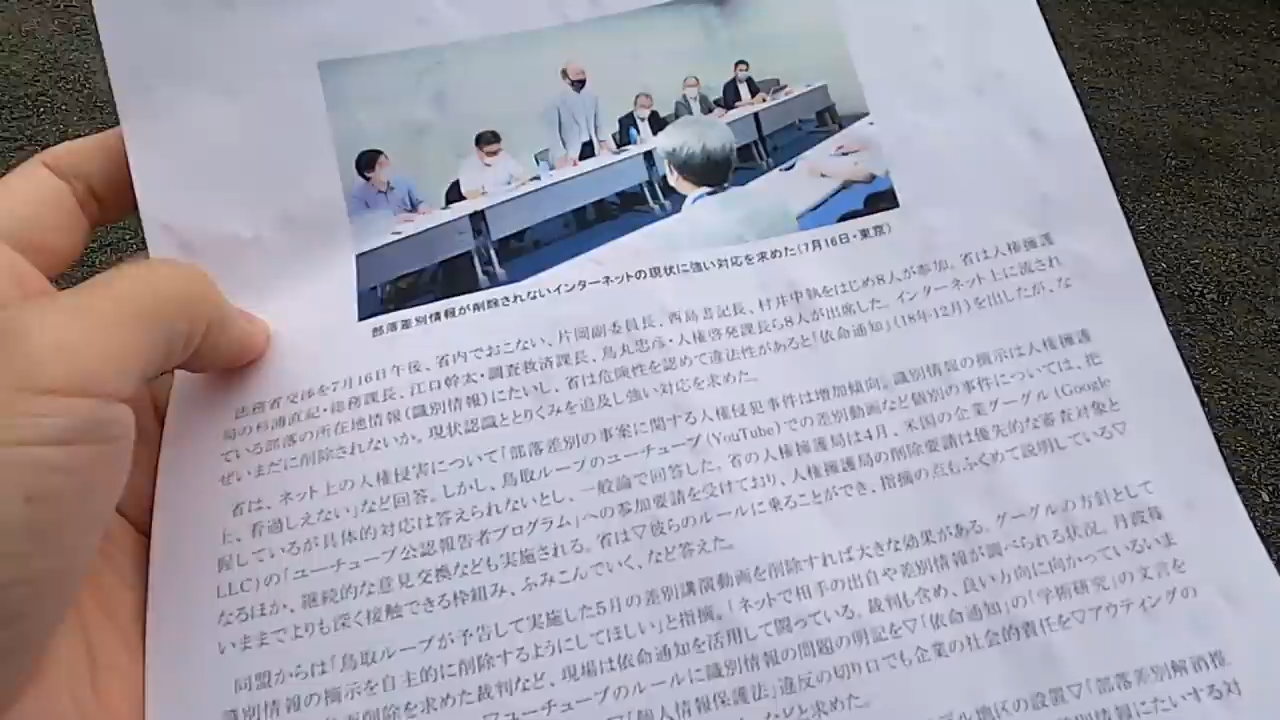 部落差別情報が削除されないインターネットの現状に強い対応を求めた(7月16日・東京)
法務省交渉を7月16日午後、省内でおこない、片岡副委員長、西島書記長、村井中執をはじめ8人が参加。省は人権擁護
局の杉浦直紀・総務課長、江口幹太・調査救済課長、鳥丸忠彦・人権啓発課長ら8人が出席した。インターネット上に流され
ている部落の所在地情報(識別情報)にたいし、省は危険性を認めて違法性があると「依命通知」(18年12月)を出したが、な
ぜいまだに削除されないか。現状認識ととりくみを追及し強い対応を求めた。
省は、ネット上の人権侵害について「部落差別の事案に関する人権侵犯事件は増加傾向。識別情報の摘示は人権擁護
上、看過しえない」など回答。しかし、鳥取ループのユーチューブ(YouTube)での差別動画など個別の事件については、把
握しているが具体的対応は答えられないとし、一般論で回答した。省の人権擁護局は4月、米国の企業グーグル(Google
LLC)の「ユーチューブ公認報告者プログラム」への参加要請を受けており、人権擁護局の削除要請は優先的な審査対象と
なるほか、継続的な意見交換なども実施される。省は▽彼らのルールに乗ることができ、指摘の点もふくめて説明している▽
いままでよりも深く接触できる枠組み、ふみこんでいく、など答えた。
同盟からは「鳥取ループが予告して実施した5月の差別講演動画を削除すれば大きな効果がある。グーグルの方針として
識別情報の摘示を自主的に削除するようにしてほしい」と指摘。「ネットで相手の出自や差別情報が調べられる状況。丹波篠
削除を求めた裁判など、現場は依命通知を活用して闘っている。裁判も含め、良い方向に向かっているいま
▽ユーチューブのルールに識別情報の問題の明記を▽「依命通知」の「学術研究」の文言を
▽「個人情報保護法」違反の切り口でも企業の社会的責任を▽アウティングの
などと求めた。
デル地区の設置▽「部落差別解消推
別情報にたいする対